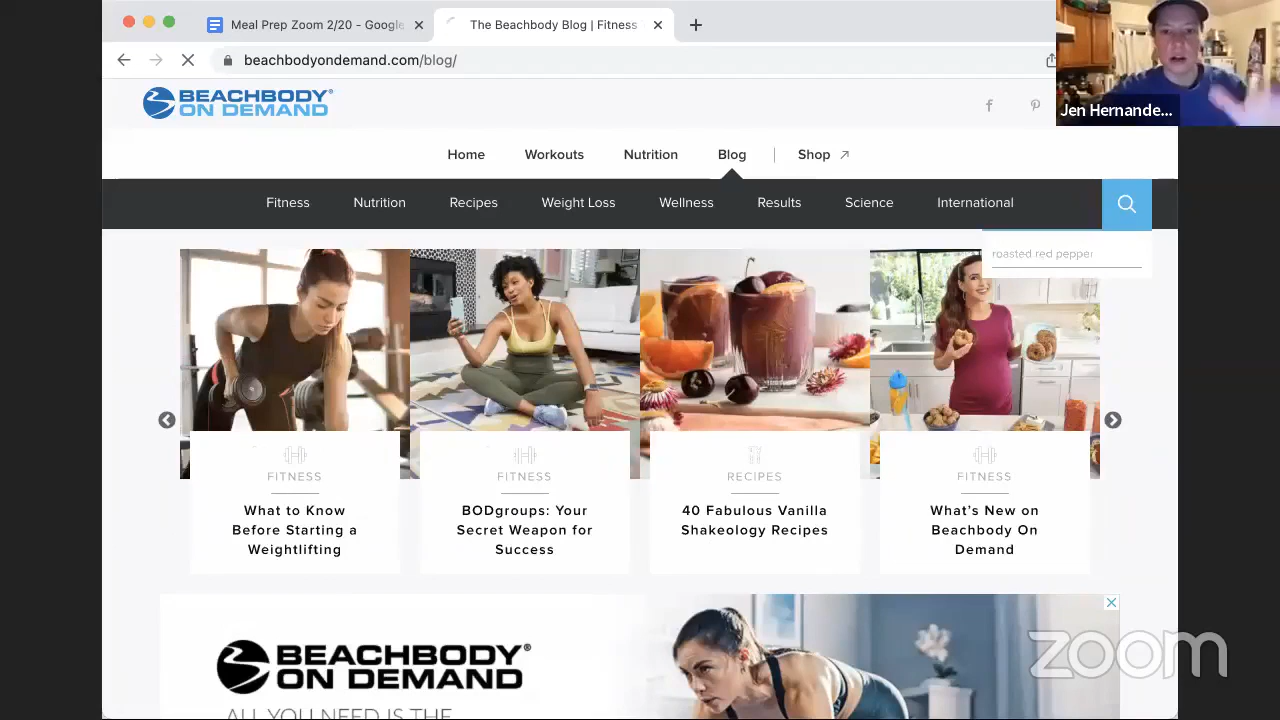 Meal Prep Zoom 2/20 - Google
The Beachbody Blog | Fitness
beachbodyondemand.com/blog/
Jen Hernande...
BEACHBODY®
ON DEMAND
Home Workouts Nutrition Blog Shop
Fitness Nutrition Recipes Weight Loss Wellness Results Science International
roasted red pepper
FITNESS
What to Know
Before Starting a
Weightlifting
FITNESS
BODgroups: Your
Secret Weapon for
Success
RECIPES
40 Fabulous Vanilla
Shakeology Recipes
FITNESS
What's New on
Beachbody On
Demand
BEACHBODY®
ON DEMAND
ALL YOU NEED IS THE
zoom